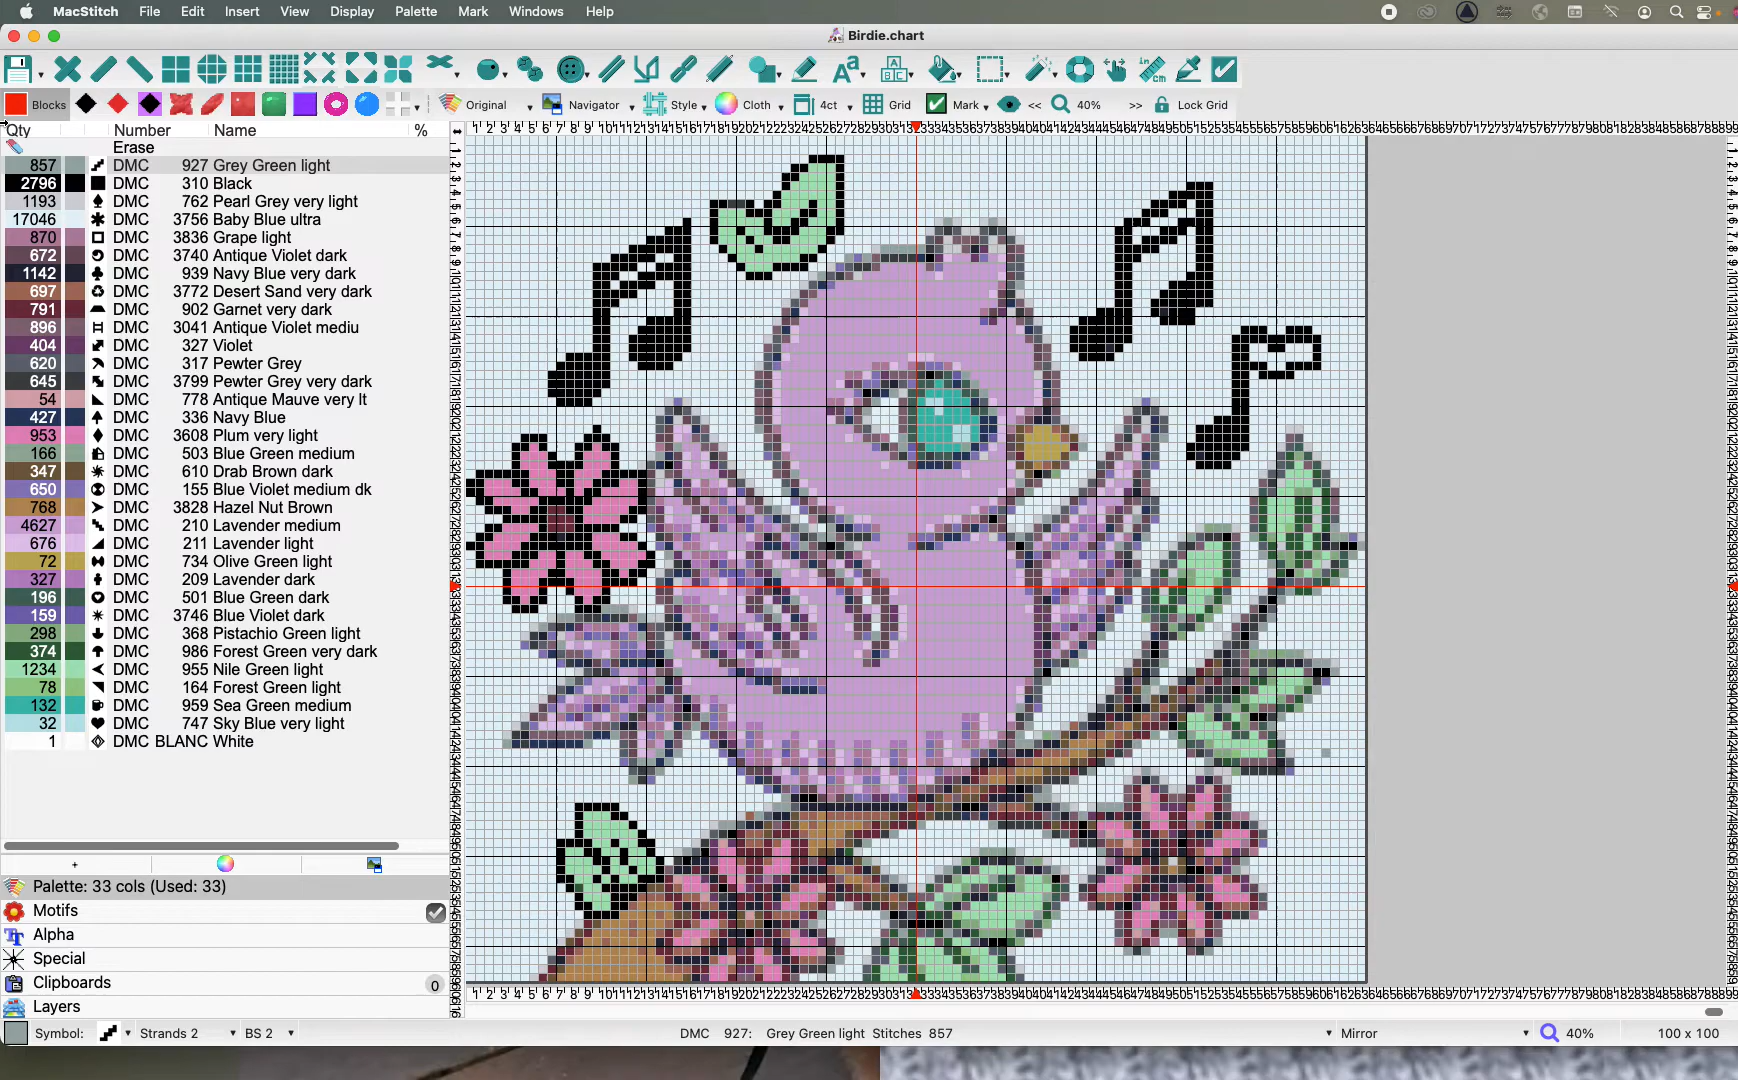 MacStitch File Edit Insert View Display Palette Mark Windows Help
Birdie.chart
Blocks Original Navigator Style Cloth 4ct Grid Mark << 40% >> Lock Grid
Qty Number Name %
Erase
857 DMC 927 Grey Green light
2796 DMC 310 Black
1193 DMC 762 Pearl Grey very light
17046 DMC 3756 Baby Blue ultra
870 DMC 3836 Grape light
672 DMC 3740 Antique Violet dark
1142 DMC 939 Navy Blue very dark
697 DMC 3772 Desert Sand very dark
791 DMC 902 Garnet very dark
896 DMC 3041 Antique Violet mediu
404 DMC 327 Violet
620 DMC 317 Pewter Grey
645 DMC 3799 Pewter Grey very dark
54 DMC 778 Antique Mauve very lt
427 DMC 336 Navy Blue
953 DMC 3608 Plum very light
166 DMC 503 Blue Green medium
347 DMC 610 Drab Brown dark
650 DMC 155 Blue Violet medium dk
768 DMC 3828 Hazel Nut Brown
4627 DMC 210 Lavender medium
676 DMC 211 Lavender light
72 DMC 734 Olive Green light
327 DMC 209 Lavender dark
196 DMC 501 Blue Green dark
159 DMC 3746 Blue Violet dark
298 DMC 368 Pistachio Green light
374 DMC 986 Forest Green very dark
1234 DMC 955 Nile Green light
78 DMC 164 Forest Green light
132 DMC 959 Sea Green medium
32 DMC 747 Sky Blue very light
1 DMC BLANC White
+
Palette: 33 cols (Used: 33)
Motifs
Alpha
Special
Clipboards 0
Layers
Symbol: Strands 2 BS 2 DMC 927: Grey Green light Stitches 857 Mirror 40% 100 x 100